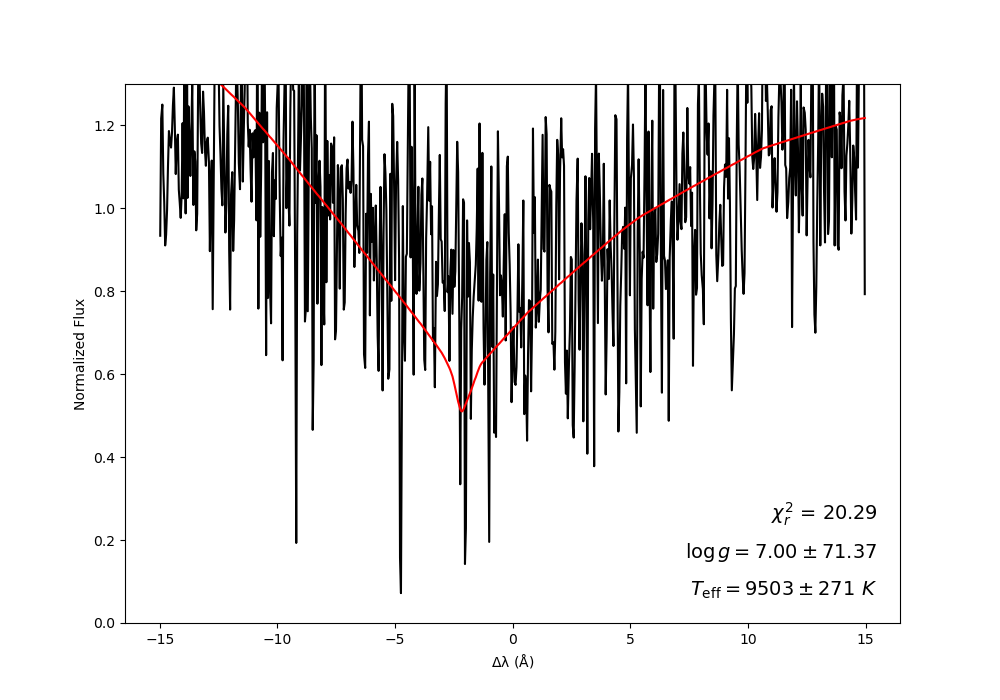 1.2
1.0
0.8
0.6
0.4
0.2
0.0
Normalized Flux
χ²ᵣ = 20.29
log g = 7.00 ± 71.37
T_eff = 9503 ± 271 K
−15 −10 −5 0 5 10 15
Δλ (Å)